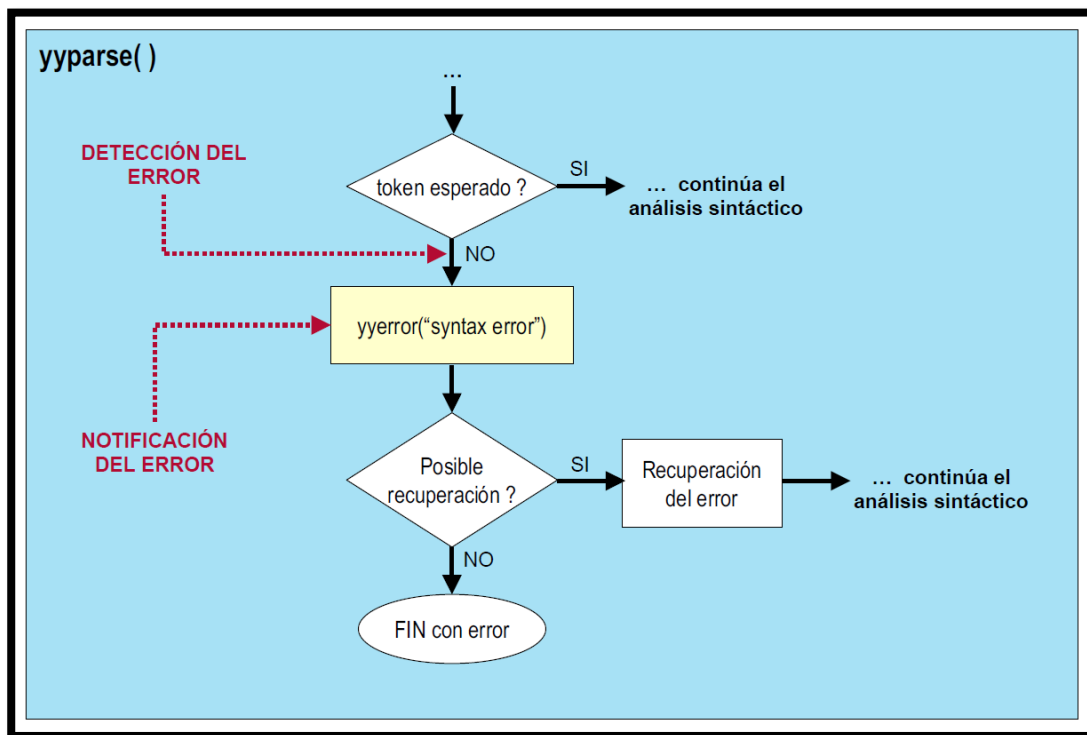 yyparse( )
...
DETECCIÓN DEL
ERROR
token esperado ?
SI
... continúa el
análisis sintáctico
NO
yyerror(“syntax error”)
NOTIFICACIÓN
DEL ERROR
Posible
recuperación ?
SI
Recuperación
del error
... continúa el
análisis sintáctico
NO
FIN con error